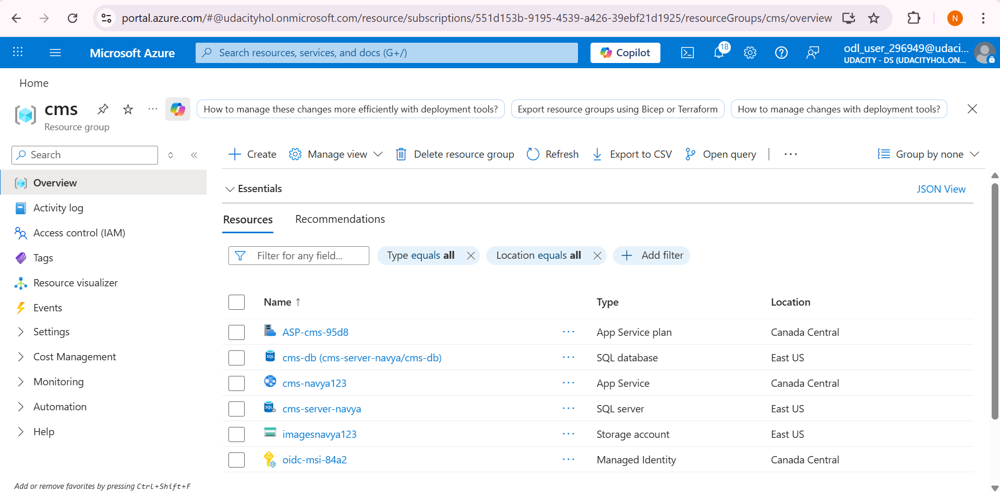 portal.azure.com/#@udacityhol.onmicrosoft.com/resource/subscriptions/551d153b-9195-4539-a426-39ebf21d1925/resourceGroups/cms/overview
N
Microsoft Azure
Search resources, services, and docs (G+/)
Copilot
18
odl_user_296949@udaci...
UDACITY - DS (UDACITYHOL.ON...
Home
cms
Resource group
How to manage these changes more efficiently with deployment tools?
Export resource groups using Bicep or Terraform
How to manage changes with deployment tools?
Search
Overview
Activity log
Access control (IAM)
Tags
Resource visualizer
Events
Settings
Cost Management
Monitoring
Automation
Help
Add or remove favorites by pressing Ctrl+Shift+F
Create
Manage view
Delete resource group
Refresh
Export to CSV
Open query
Group by none
Essentials
JSON View
Resources Recommendations
Filter for any field...
Type equals all
Location equals all
Add filter
Name ↑ Type Location
ASP-cms-95d8 App Service plan Canada Central
SQL cms-db (cms-server-navya/cms-db) SQL database East US
cms-navya123 App Service Canada Central
SQL cms-server-navya SQL server East US
imagesnavya123 Storage account East US
oidc-msi-84a2 Managed Identity Canada Central